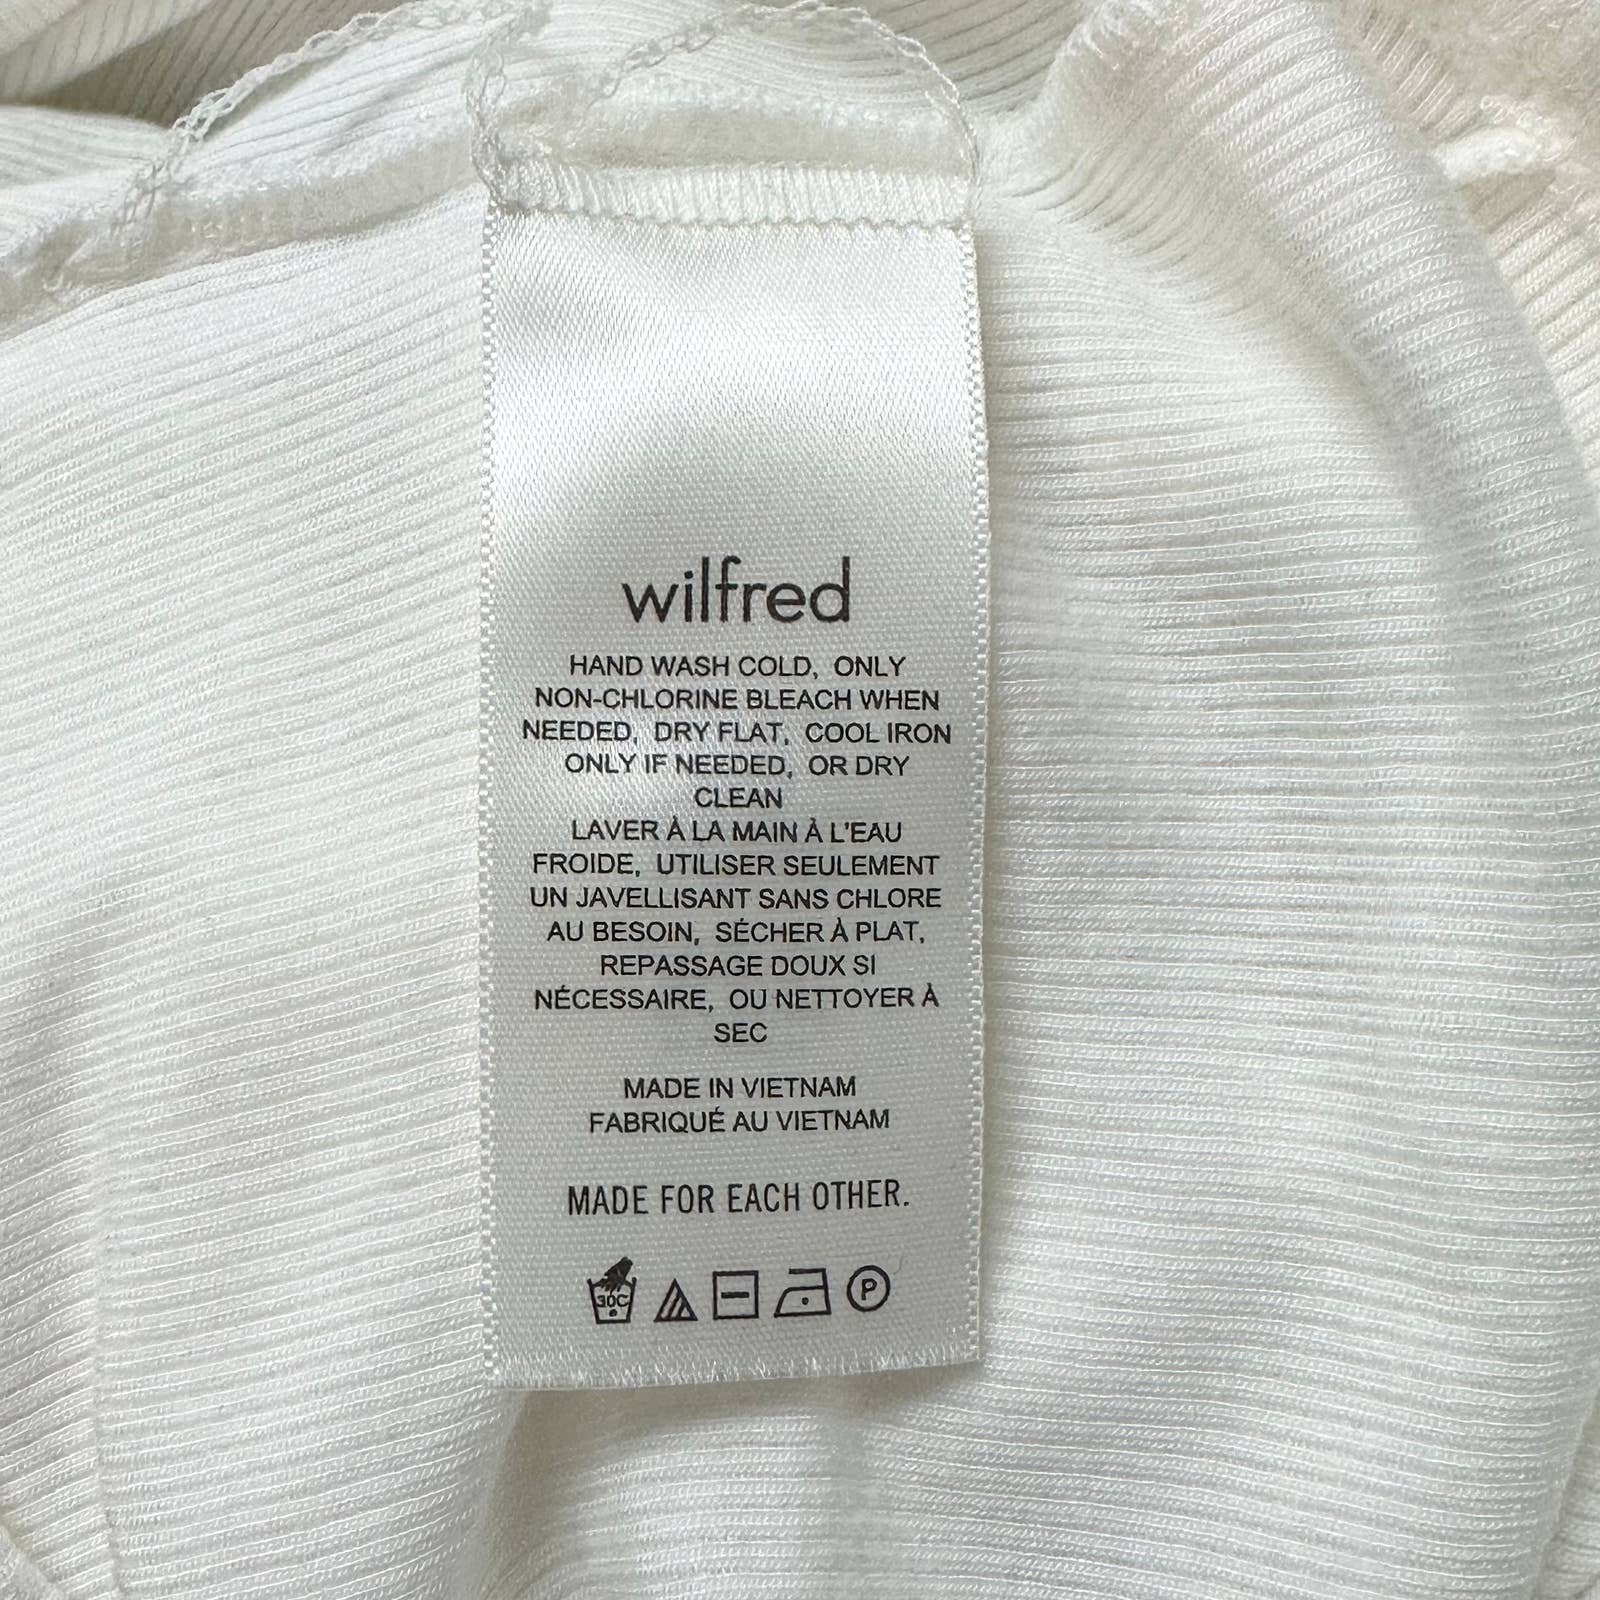 wilfred
HAND WASH COLD, ONLY
NON-CHLORINE BLEACH WHEN
NEEDED, DRY FLAT, COOL IRON
ONLY IF NEEDED, OR DRY
CLEAN
LAVER À LA MAIN À L'EAU
FROIDE, UTILISER SEULEMENT
UN JAVELLISANT SANS CHLORE
AU BESOIN, SÉCHER À PLAT,
REPASSAGE DOUX SI
NÉCESSAIRE, OU NETTOYER À
SEC
MADE IN VIETNAM
FABRIQUÉ AU VIETNAM
MADE FOR EACH OTHER.
30C P